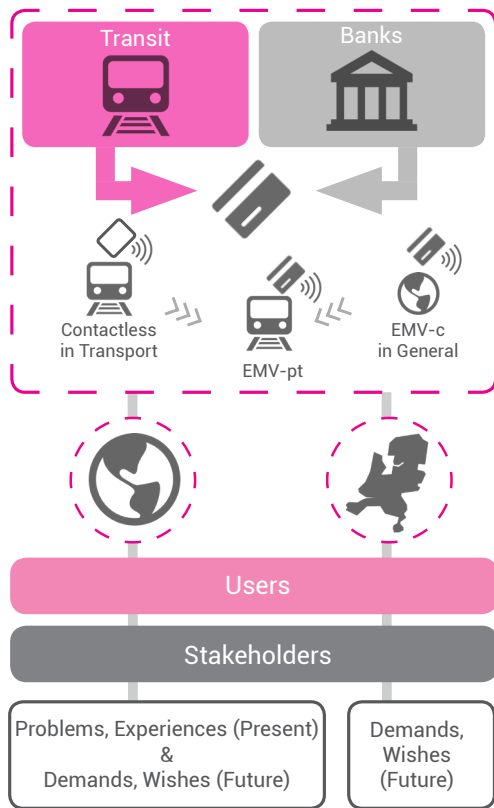 Transit
Banks
Contactless
in Transport
EMV-pt
EMV-c
in General
Users
Stakeholders
Problems, Experiences (Present)
&
Demands, Wishes (Future)
Demands,
Wishes
(Future)